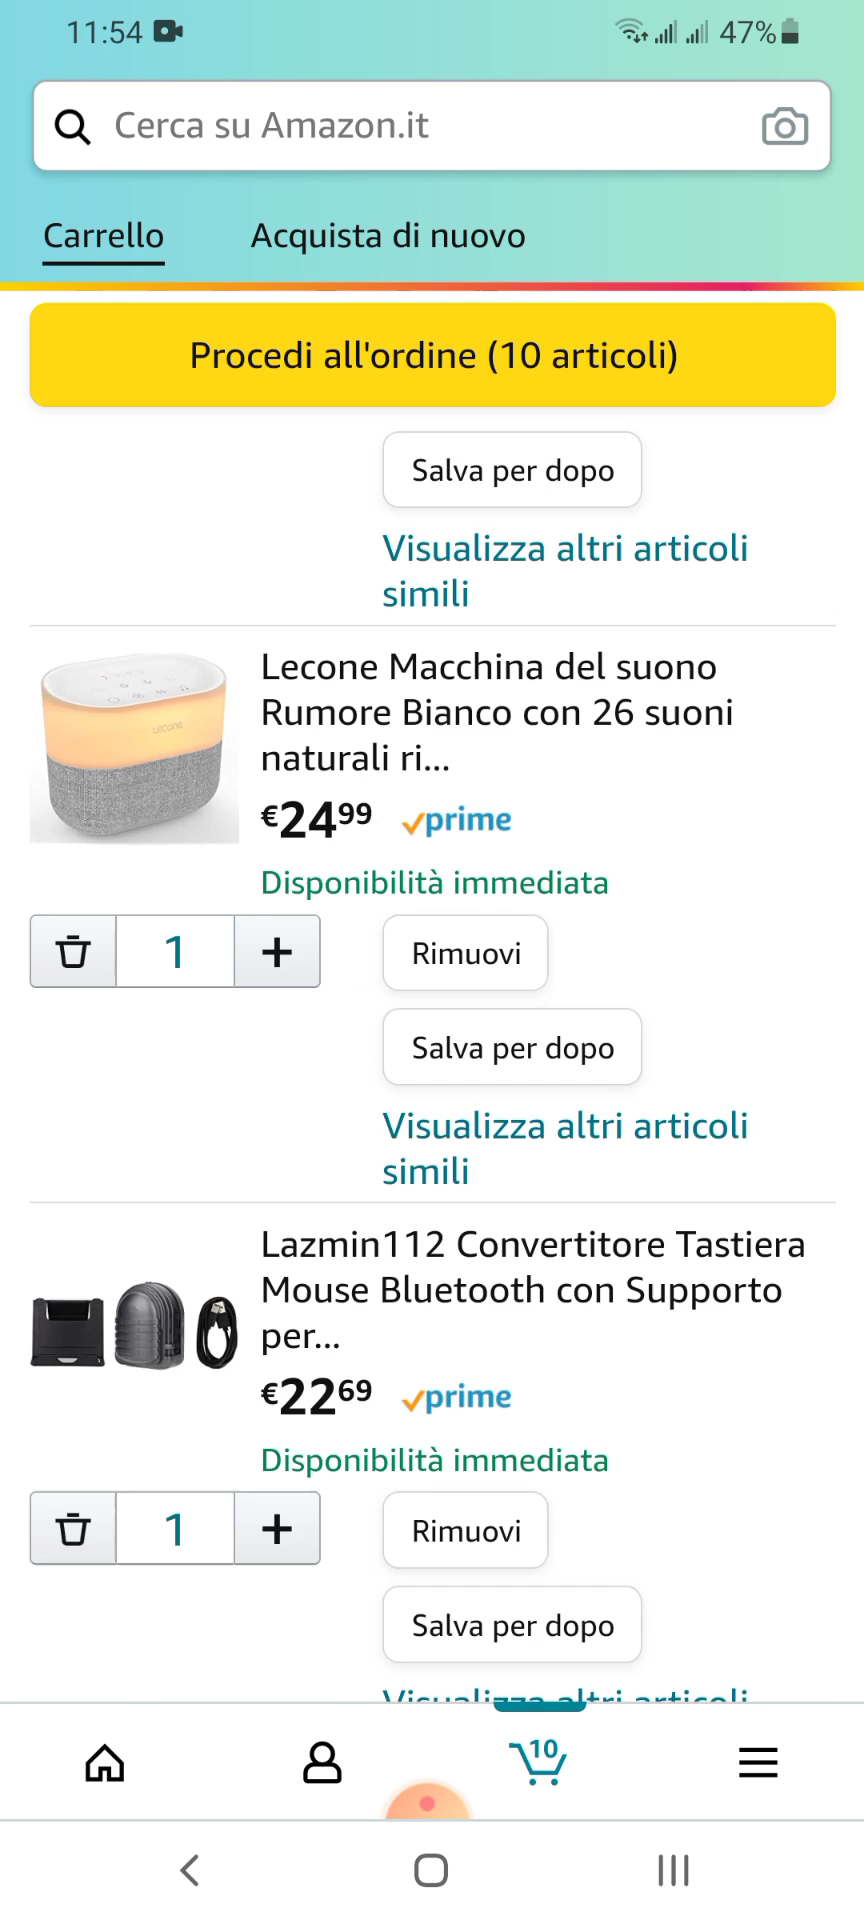 11:54
47%
Cerca su Amazon.it
Carrello
Acquista di nuovo
Procedi all'ordine (10 articoli)
Salva per dopo
Visualizza altri articoli
simili
Lecone Macchina del suono
Rumore Bianco con 26 suoni
naturali ri...
€24⁹⁹ prime
Disponibilità immediata
1
Rimuovi
Salva per dopo
Visualizza altri articoli
simili
Lazmin112 Convertitore Tastiera
Mouse Bluetooth con Supporto
per...
€22⁶⁹ prime
Disponibilità immediata
1
Rimuovi
Salva per dopo
Visualizza altri articoli
10